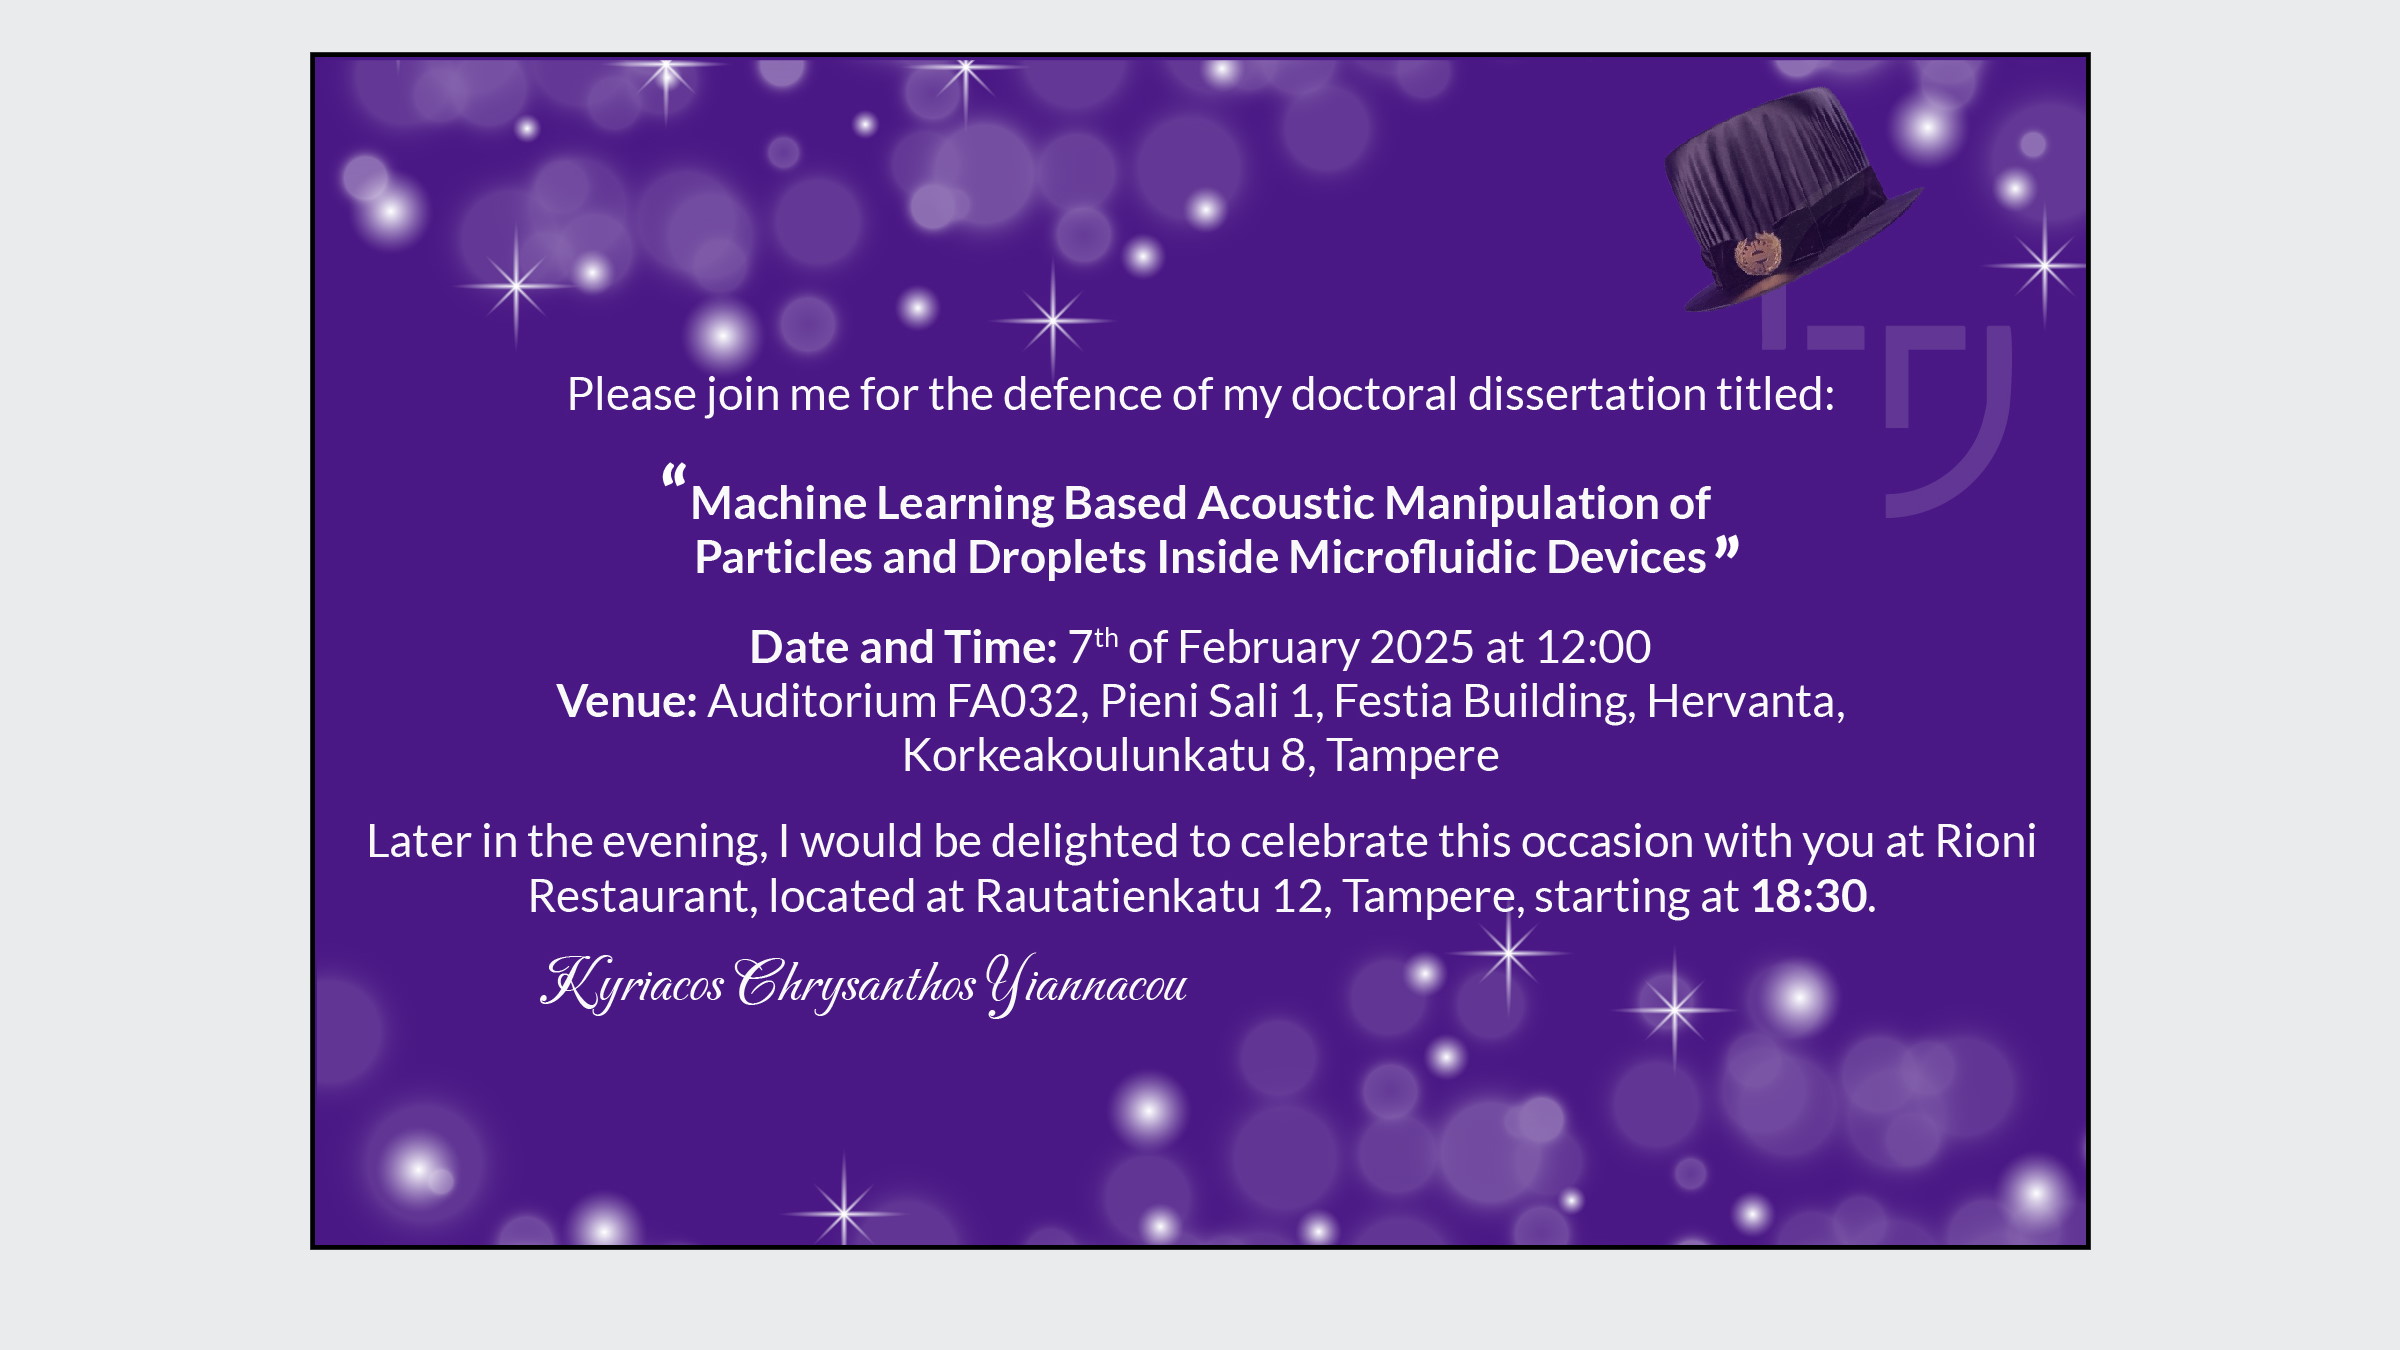 Please join me for the defence of my doctoral dissertation titled:
“Machine Learning Based Acoustic Manipulation of
Particles and Droplets Inside Microfluidic Devices”
Date and Time: 7th of February 2025 at 12:00
Venue: Auditorium FA032, Pieni Sali 1, Festia Building, Hervanta,
Korkeakoulunkatu 8, Tampere
Later in the evening, I would be delighted to celebrate this occasion with you at Rioni
Restaurant, located at Rautatienkatu 12, Tampere, starting at 18:30.
Kyriacos Chrysanthos Yiannacou